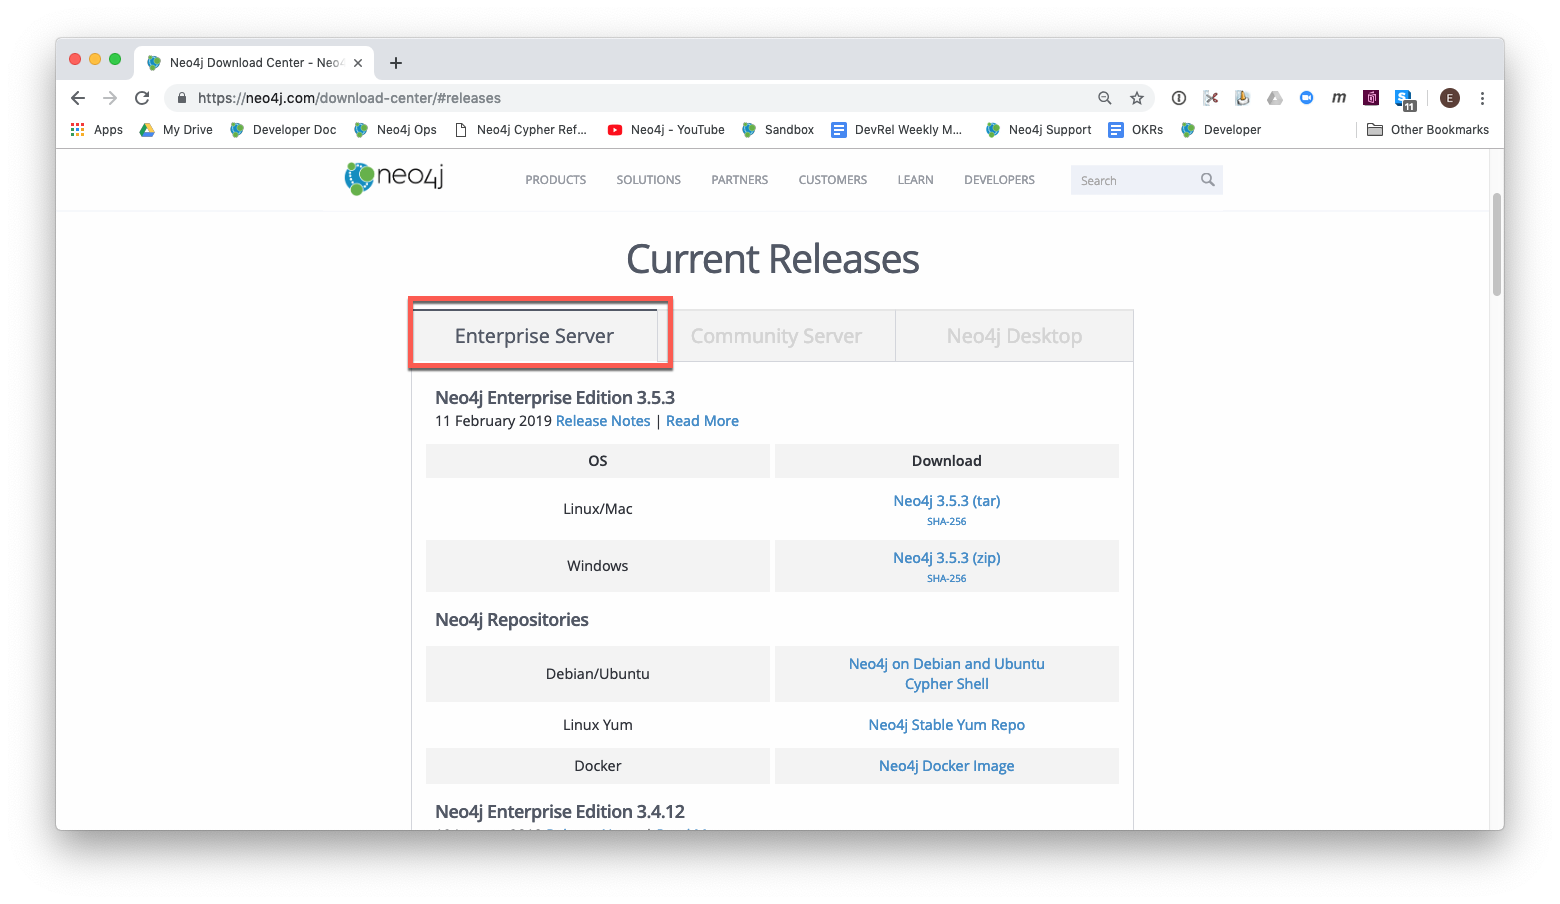 Neo4j Download Center - Neo4
https://neo4j.com/download-center/#releases
m
11
E
Apps My Drive Developer Doc Neo4j Ops Neo4j Cypher Ref... Neo4j - YouTube Sandbox DevRel Weekly M... Neo4j Support OKRs Developer Other Bookmarks
neo4j PRODUCTS SOLUTIONS PARTNERS CUSTOMERS LEARN DEVELOPERS Search
Current Releases
Enterprise Server Community Server Neo4j Desktop
Neo4j Enterprise Edition 3.5.3
11 February 2019 Release Notes | Read More
OS Download
Linux/Mac Neo4j 3.5.3 (tar)
SHA-256
Windows Neo4j 3.5.3 (zip)
SHA-256
Neo4j Repositories
Debian/Ubuntu Neo4j on Debian and Ubuntu
Cypher Shell
Linux Yum Neo4j Stable Yum Repo
Docker Neo4j Docker Image
Neo4j Enterprise Edition 3.4.12